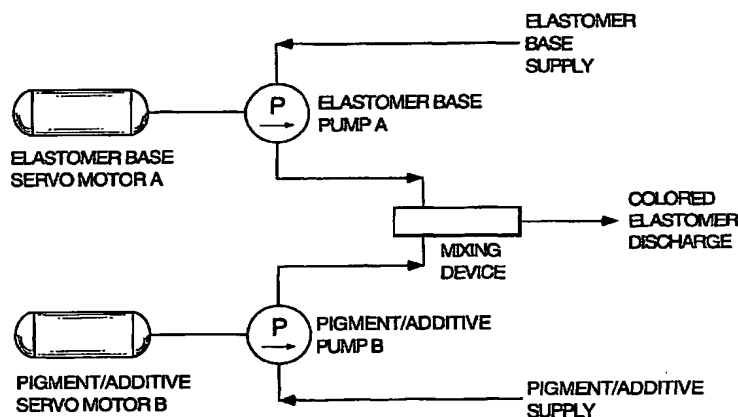 ELASTOMER
BASE
SUPPLY
P
ELASTOMER BASE
PUMP A
ELASTOMER BASE
SERVO MOTOR A
COLORED
ELASTOMER
DISCHARGE
MIXING
DEVICE
P
PIGMENT/ADDITIVE
PUMP B
PIGMENT/ADDITIVE
SERVO MOTOR B
PIGMENT/ADDITIVE
SUPPLY